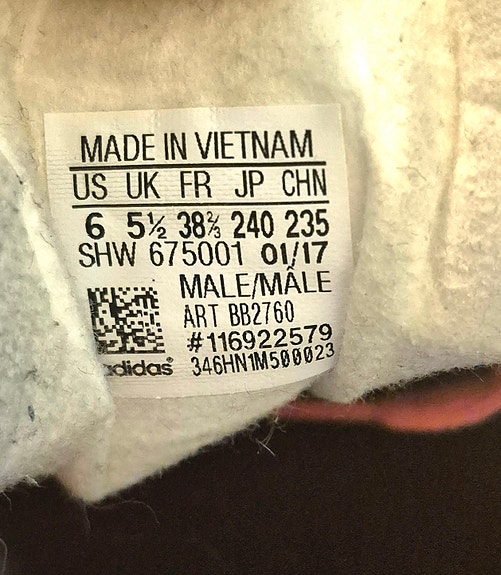 MADE IN VIETNAM
US UK FR JP CHN
6 5½ 38⅔ 240 235
SHW 675001 01/17
MALE/MÂLE
ART BB2760
#116922579
adidas® 346HN1M500023